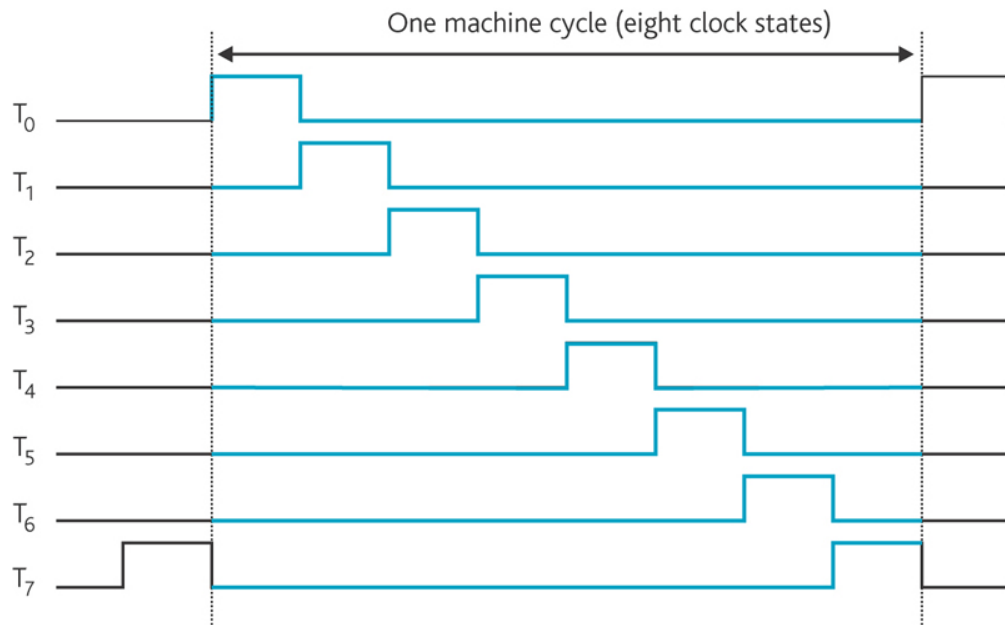 One machine cycle (eight clock states)
T₀
T₁
T₂
T₃
T₄
T₅
T₆
T₇